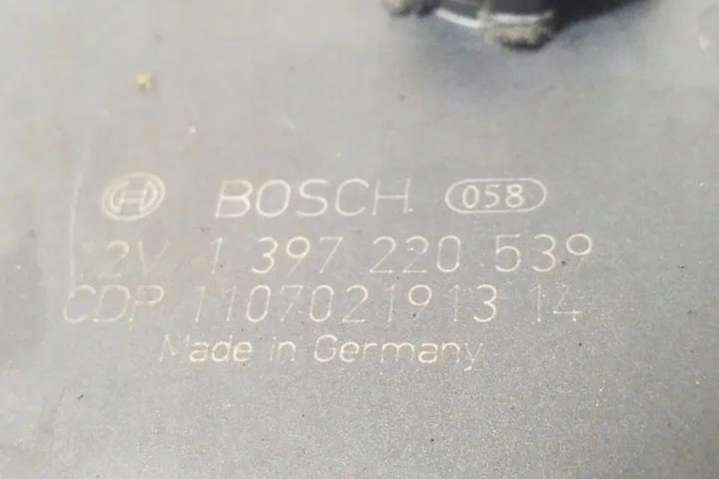 BOSCH 058
12V 1 397 220 539
CDP 1107021913 14
Made in Germany